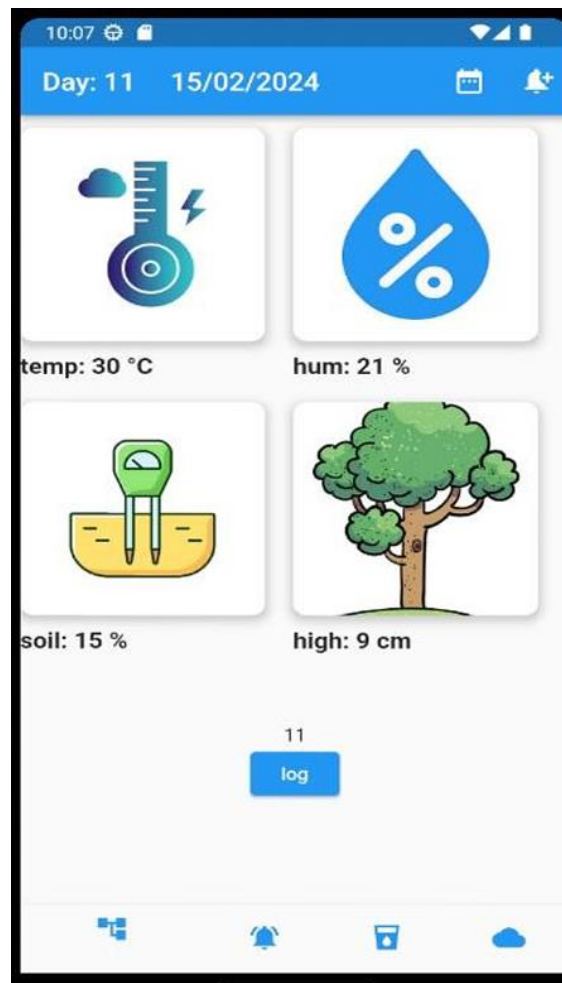 10:07
Day: 11 15/02/2024
%
temp: 30 °C hum: 21 %
soil: 15 % high: 9 cm
11
log